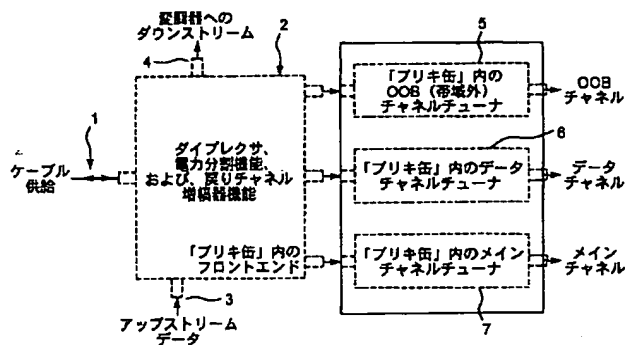 変調器への
ダウンストリーム
4
2
5
「ブリキ缶」内の
OOB(帯域外)
チャネルチューナ
OOB
チャネル
1
ケーブル
供給
ダイプレクサ、
電力分割機能、
および、戻りチャネル
増幅器機能
6
「ブリキ缶」内のデータ
チャネルチューナ
データ
チャネル
「ブリキ缶」内の
フロントエンド
「ブリキ缶」内のメイン
チャネルチューナ
メイン
チャネル
3
7
アップストリーム
データ